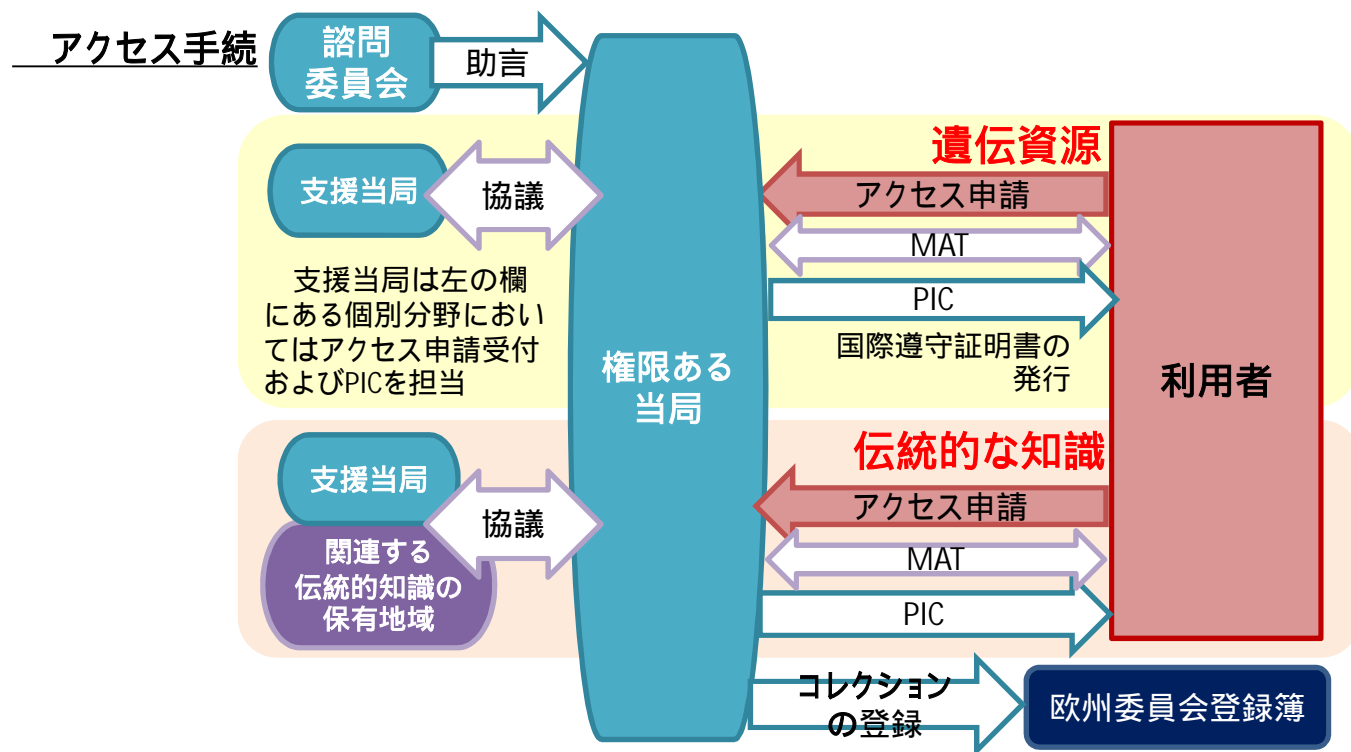 アクセス手続
諮問
委員会
助言
遺伝資源
支援当局
協議
アクセス申請
MAT
PIC
支援当局は左の欄
にある個別分野におい
てはアクセス申請受付
およびPICを担当
国際遵守証明書の
発行
権限ある
当局
利用者
伝統的な知識
支援当局
協議
アクセス申請
MAT
PIC
関連する
伝統的知識の
保有地域
コレクション
の登録
欧州委員会登録簿